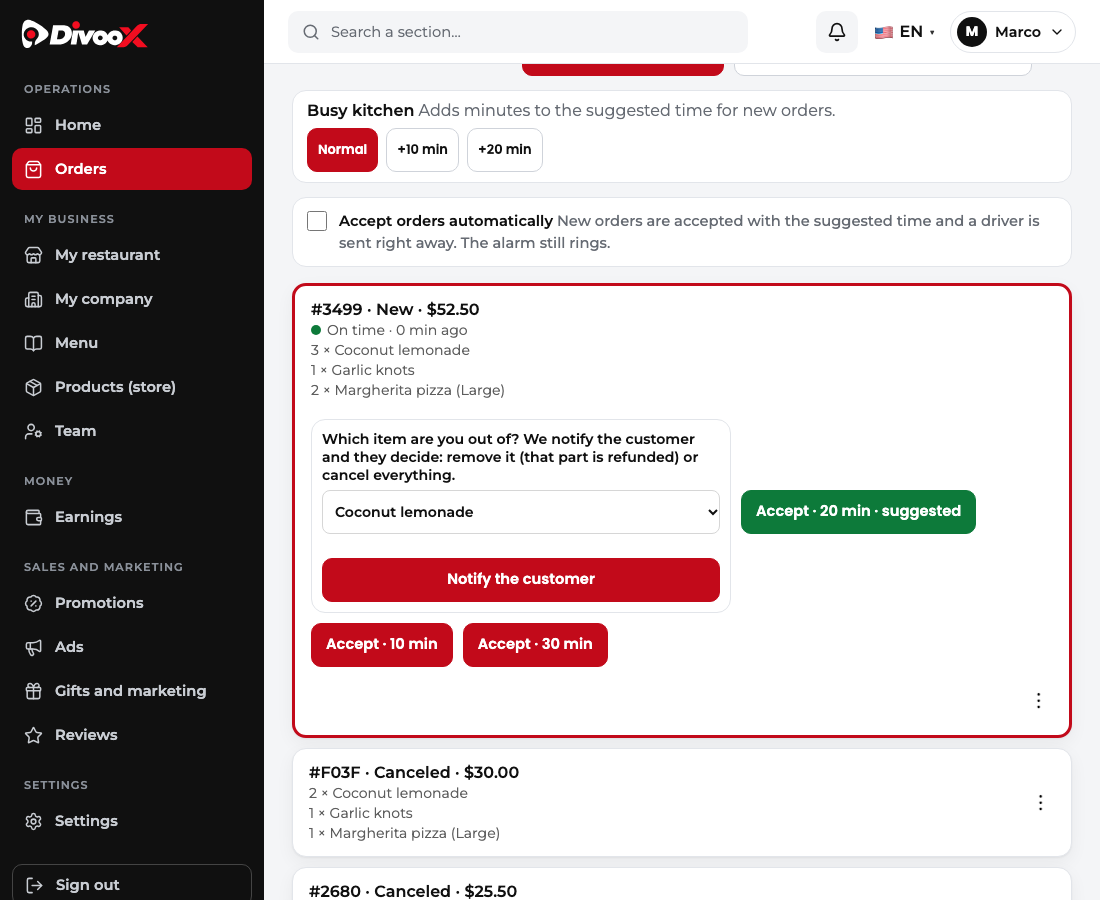 DivooX
Search a section...
EN
M
Marco
OPERATIONS
Home
Orders
MY BUSINESS
My restaurant
My company
Menu
Products (store)
Team
MONEY
Earnings
SALES AND MARKETING
Promotions
Ads
Gifts and marketing
Reviews
SETTINGS
Settings
Sign out
Busy kitchen Adds minutes to the suggested time for new orders.
Normal
+10 min
+20 min
Accept orders automatically New orders are accepted with the suggested time and a driver is
sent right away. The alarm still rings.
#3499 · New · $52.50
On time · 0 min ago
3 × Coconut lemonade
1 × Garlic knots
2 × Margherita pizza (Large)
Which item are you out of? We notify the customer
and they decide: remove it (that part is refunded) or
cancel everything.
Coconut lemonade
Notify the customer
Accept · 20 min · suggested
Accept · 10 min
Accept · 30 min
#F03F · Canceled · $30.00
2 × Coconut lemonade
1 × Garlic knots
1 × Margherita pizza (Large)
#2680 · Canceled · $25.50